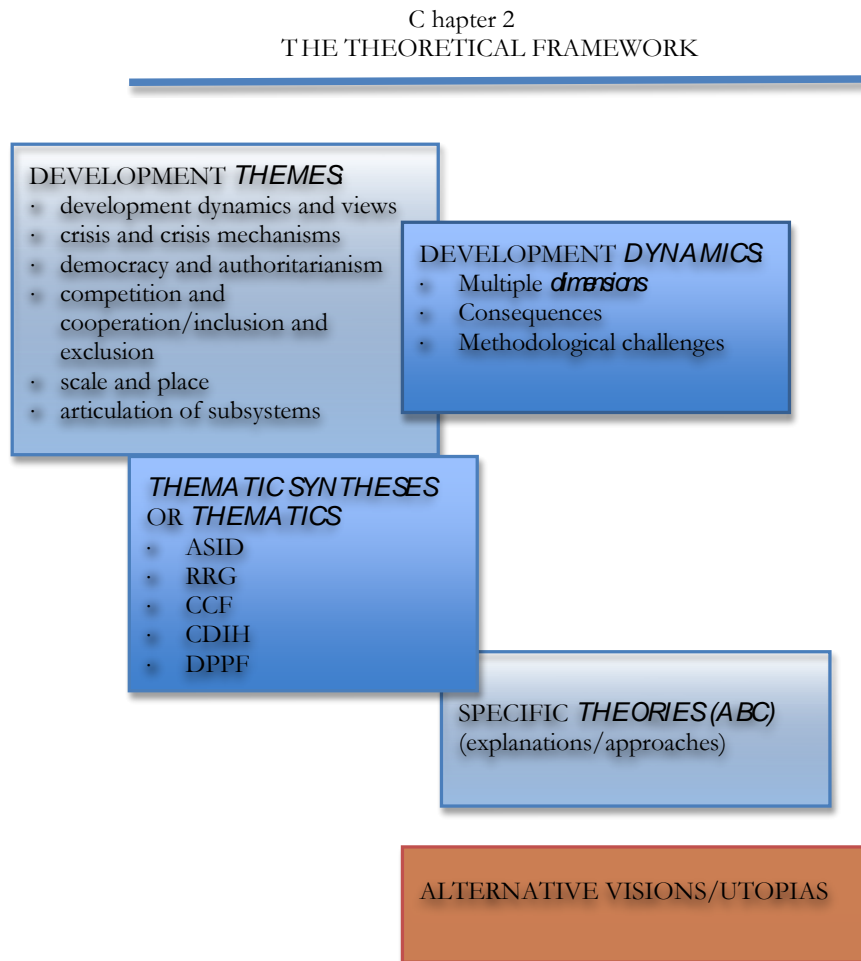 C hapter 2
THE THEORETICAL FRAMEWORK
DEVELOPMENT THEMES:
· development dynamics and views
· crisis and crisis mechanisms
· democracy and authoritarianism
· competition and
cooperation/inclusion and
exclusion
· scale and place
· articulation of subsystems
DEVELOPMENT DYNAMICS:
· Multiple dimensions
· Consequences
· Methodological challenges
THEMATIC SYNTHESES
OR THEMATICS
· ASID
· RRG
· CCF
· CDIH
· DPPF
SPECIFIC THEORIES (ABC)
(explanations/approaches)
ALTERNATIVE VISIONS/UTOPIAS